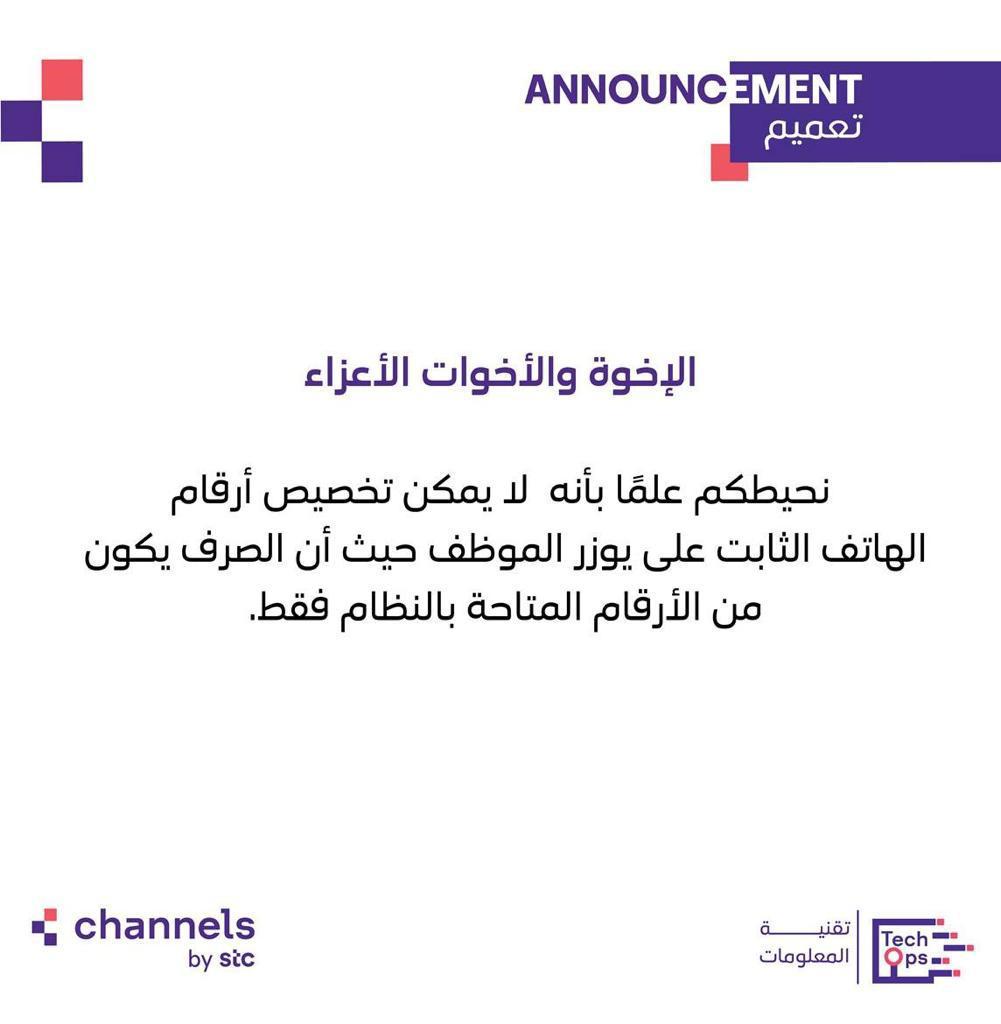 ANNOUNCEMENT
تعميم
الإخوة والأخوات الأعزاء
نحيطكم علمًا بأنه لا يمكن تخصيص أرقام
الهاتف الثابت على يوزر الموظف حيث أن الصرف يكون
من الأرقام المتاحة بالنظام فقط.
channels
by stc
تقنيـــــة
المعلومات
Tech
Ops